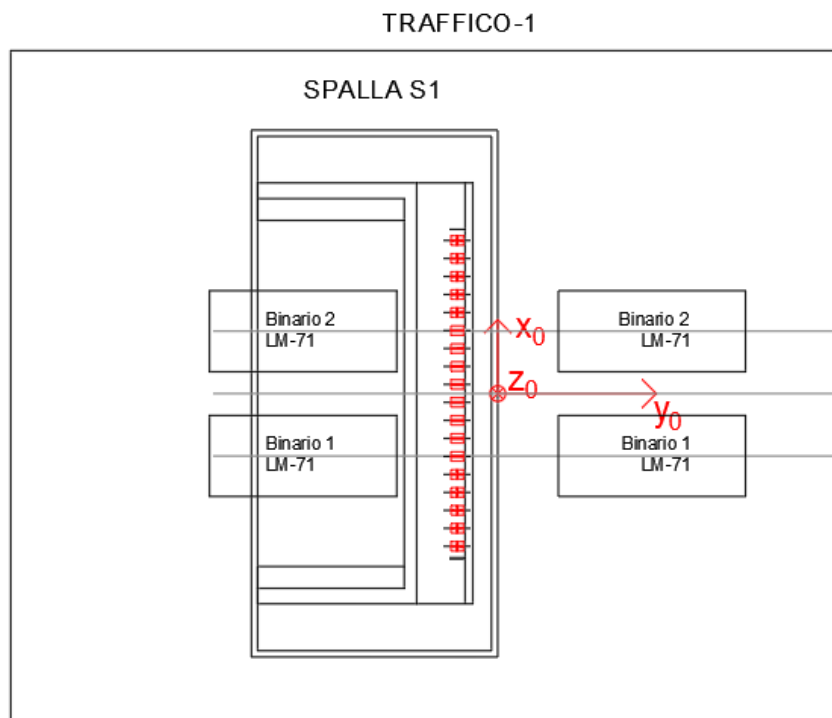 TRAFFICO-1
SPALLA S1
Binario 2
LM-71
Binario 2
LM-71
x0
z0
y0
Binario 1
LM-71
Binario 1
LM-71